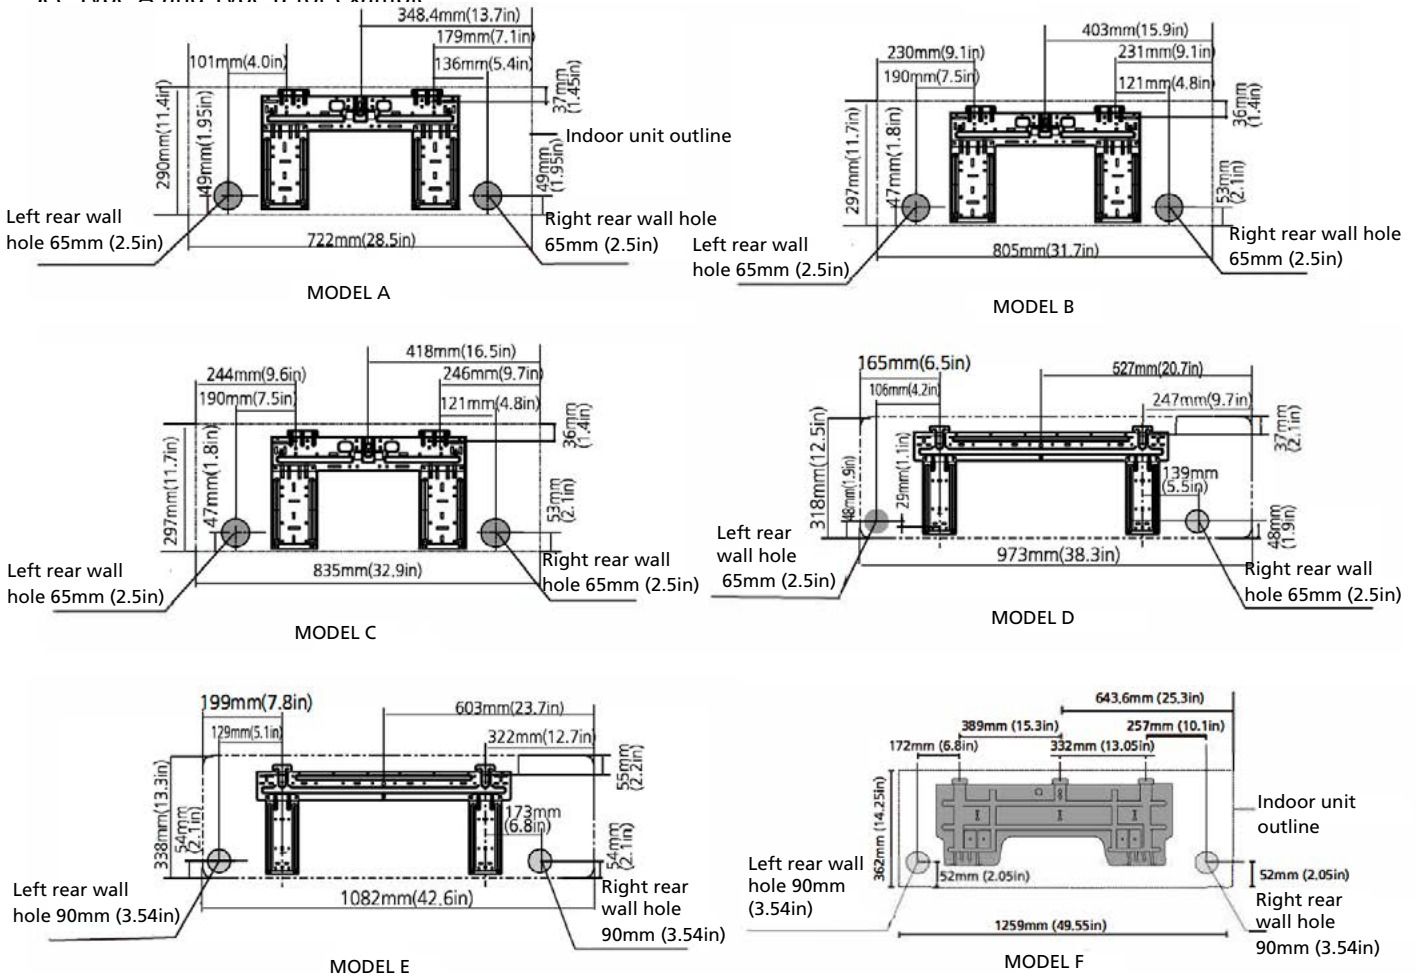 348.4mm(13.7in)
179mm(7.1in)
101mm(4.0in)
136mm(5.4in)
37mm
(1.45in)
290mm(11.4in)
49mm(1.95in)
49mm
(1.95in)
Indoor unit outline
Left rear wall
hole 65mm (2.5in)
Right rear wall hole
65mm (2.5in)
722mm(28.5in)
MODEL A
403mm(15.9in)
230mm(9.1in)
231mm(9.1in)
190mm(7.5in)
121mm(4.8in)
36mm
(1.4in)
297mm(11.7in)
47mm(1.8in)
53mm
(2.1in)
Left rear wall
hole 65mm (2.5in)
Right rear wall hole
65mm (2.5in)
805mm(31.7in)
MODEL B
418mm(16.5in)
244mm(9.6in)
246mm(9.7in)
190mm(7.5in)
121mm(4.8in)
36mm
(1.4in)
297mm(11.7in)
47mm(1.8in)
53mm
(2.1in)
Left rear wall
hole 65mm (2.5in)
Right rear wall
hole 65mm (2.5in)
835mm(32.9in)
MODEL C
165mm(6.5in)
527mm(20.7in)
106mm(4.2in)
247mm(9.7in)
37mm
(2.1in)
318mm(12.5in)
48mm(1.9in)
29mm(1.1in)
139mm
(5.5in)
48mm
(1.9in)
Left rear
wall hole
65mm (2.5in)
973mm(38.3in)
Right rear wall
hole 65mm (2.5in)
MODEL D
199mm(7.8in)
603mm(23.7in)
129mm(5.1in)
322mm(12.7in)
55mm
(2.2in)
338mm(13.3in)
54mm
(2.1in)
173mm
(6.8in)
54mm
(2.1in)
Left rear wall
hole 90mm (3.54in)
1082mm(42.6in)
Right rear
wall hole
90mm (3.54in)
MODEL E
643.6mm (25.3in)
389mm (15.3in)
257mm (10.1in)
172mm (6.8in)
332mm (13.05in)
362mm (14.25in)
Indoor unit
outline
Left rear wall
hole 90mm
(3.54in)
52mm (2.05in)
52mm (2.05in)
Right rear
wall hole
90mm (3.54in)
1259mm (49.55in)
MODEL F